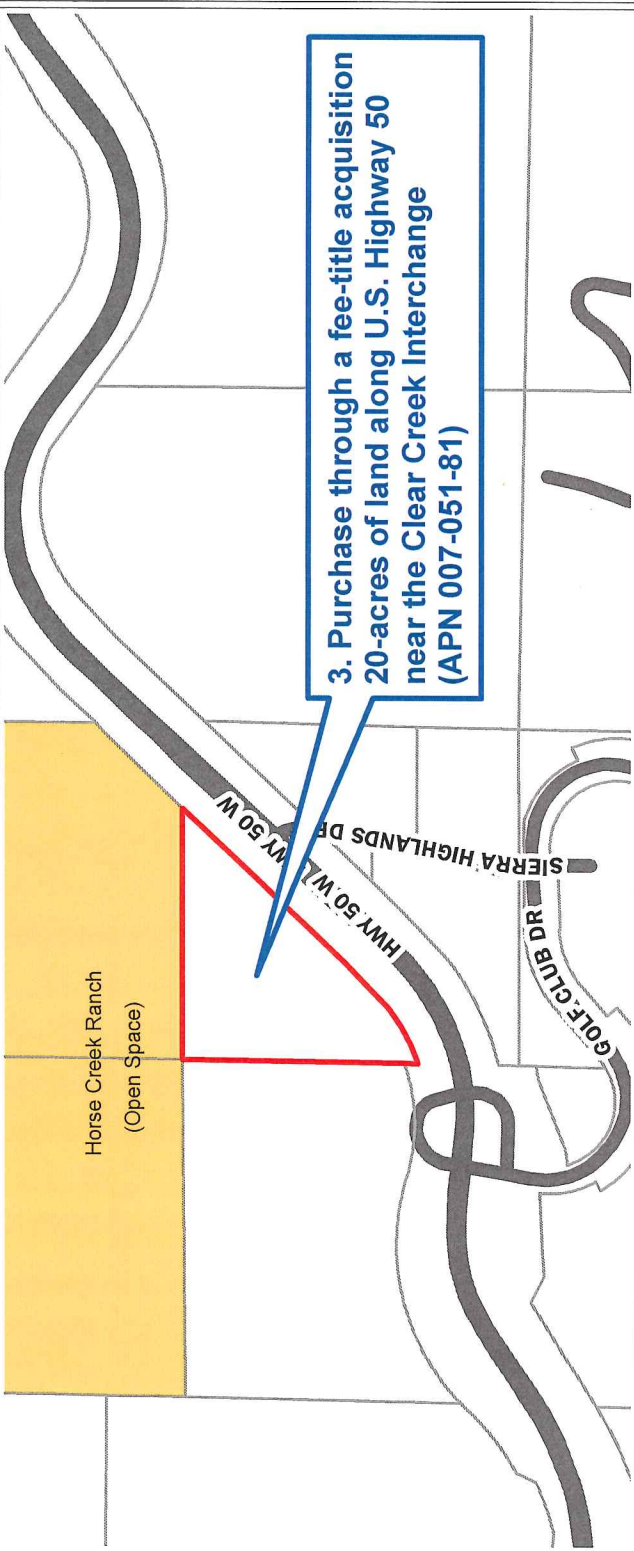 Horse Creek Ranch
(Open Space)
3. Purchase through a fee-title acquisition
20-acres of land along U.S. Highway 50
near the Clear Creek Interchange
(APN 007-051-81)
WY 50 W
HWY 50 W
SIERRA HIGHLANDS DR
GOLF CLUB DR